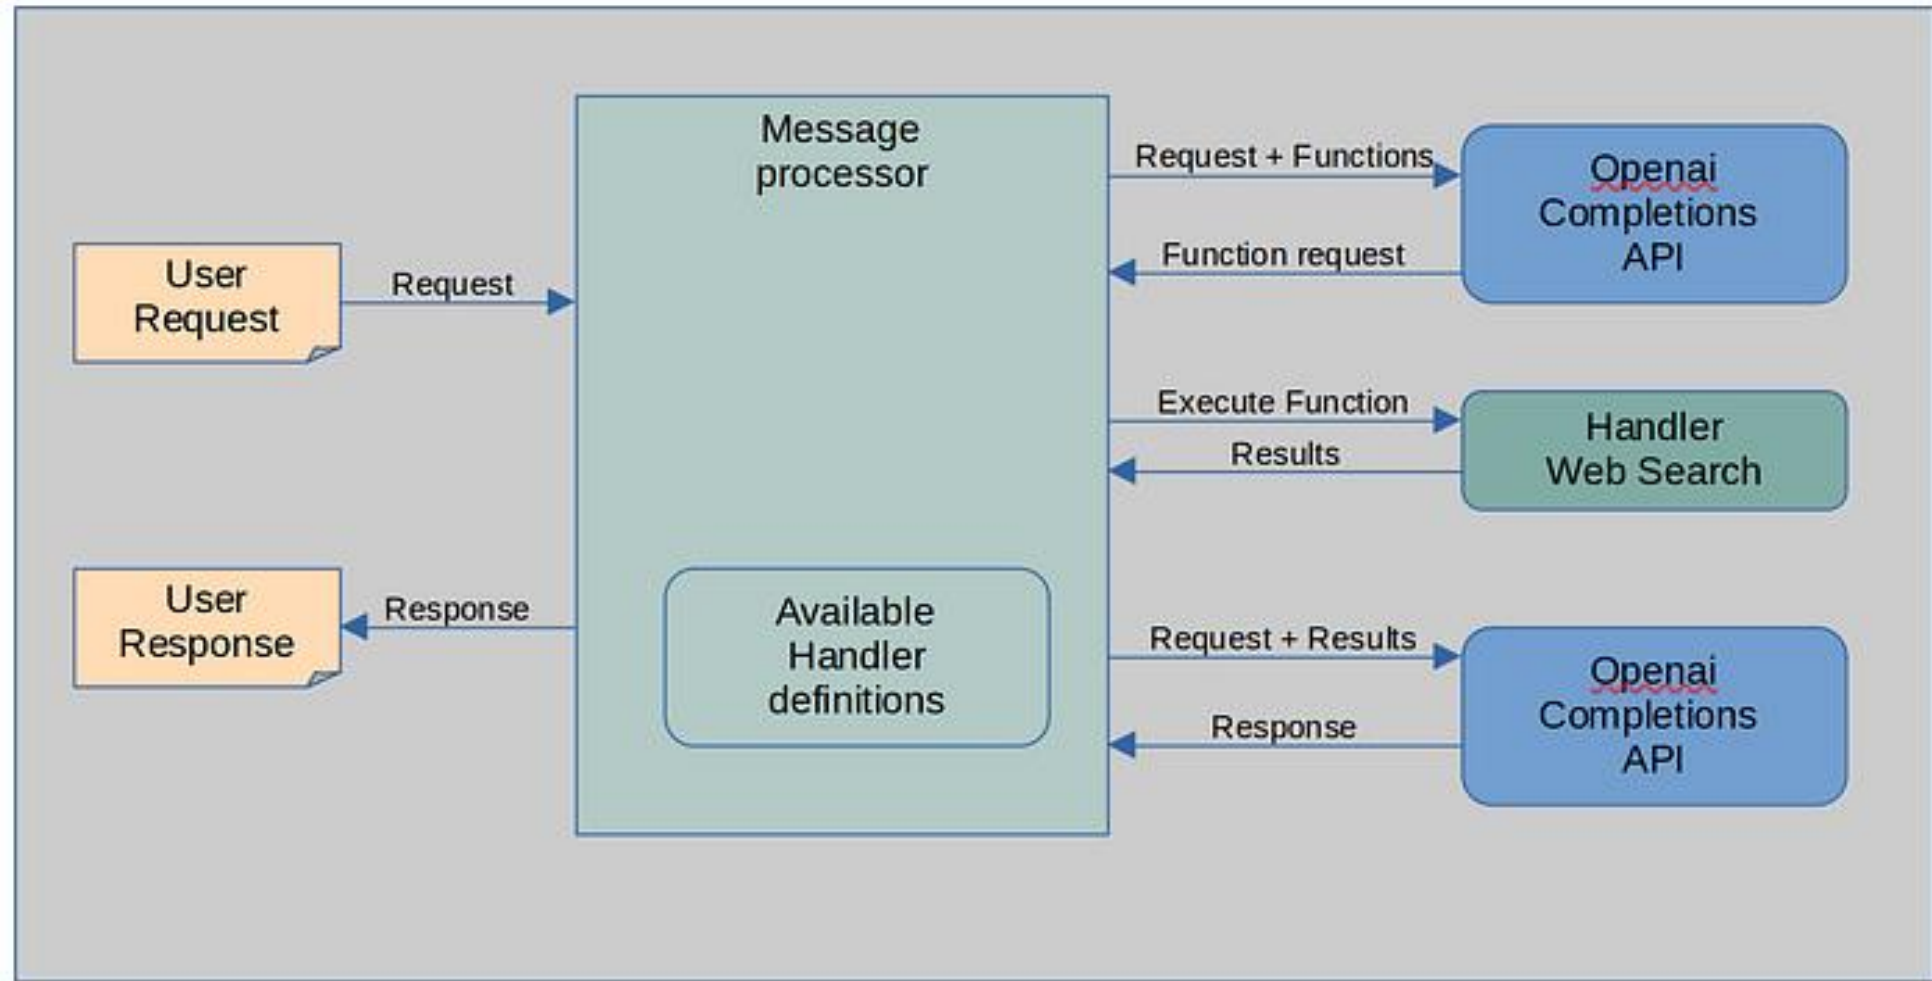 Message
processor
Request + Functions
Openai
Completions
API
Function request
User
Request
Request
Execute Function
Results
Handler
Web Search
User
Response
Response
Available
Handler
definitions
Request + Results
Response
Openai
Completions
API